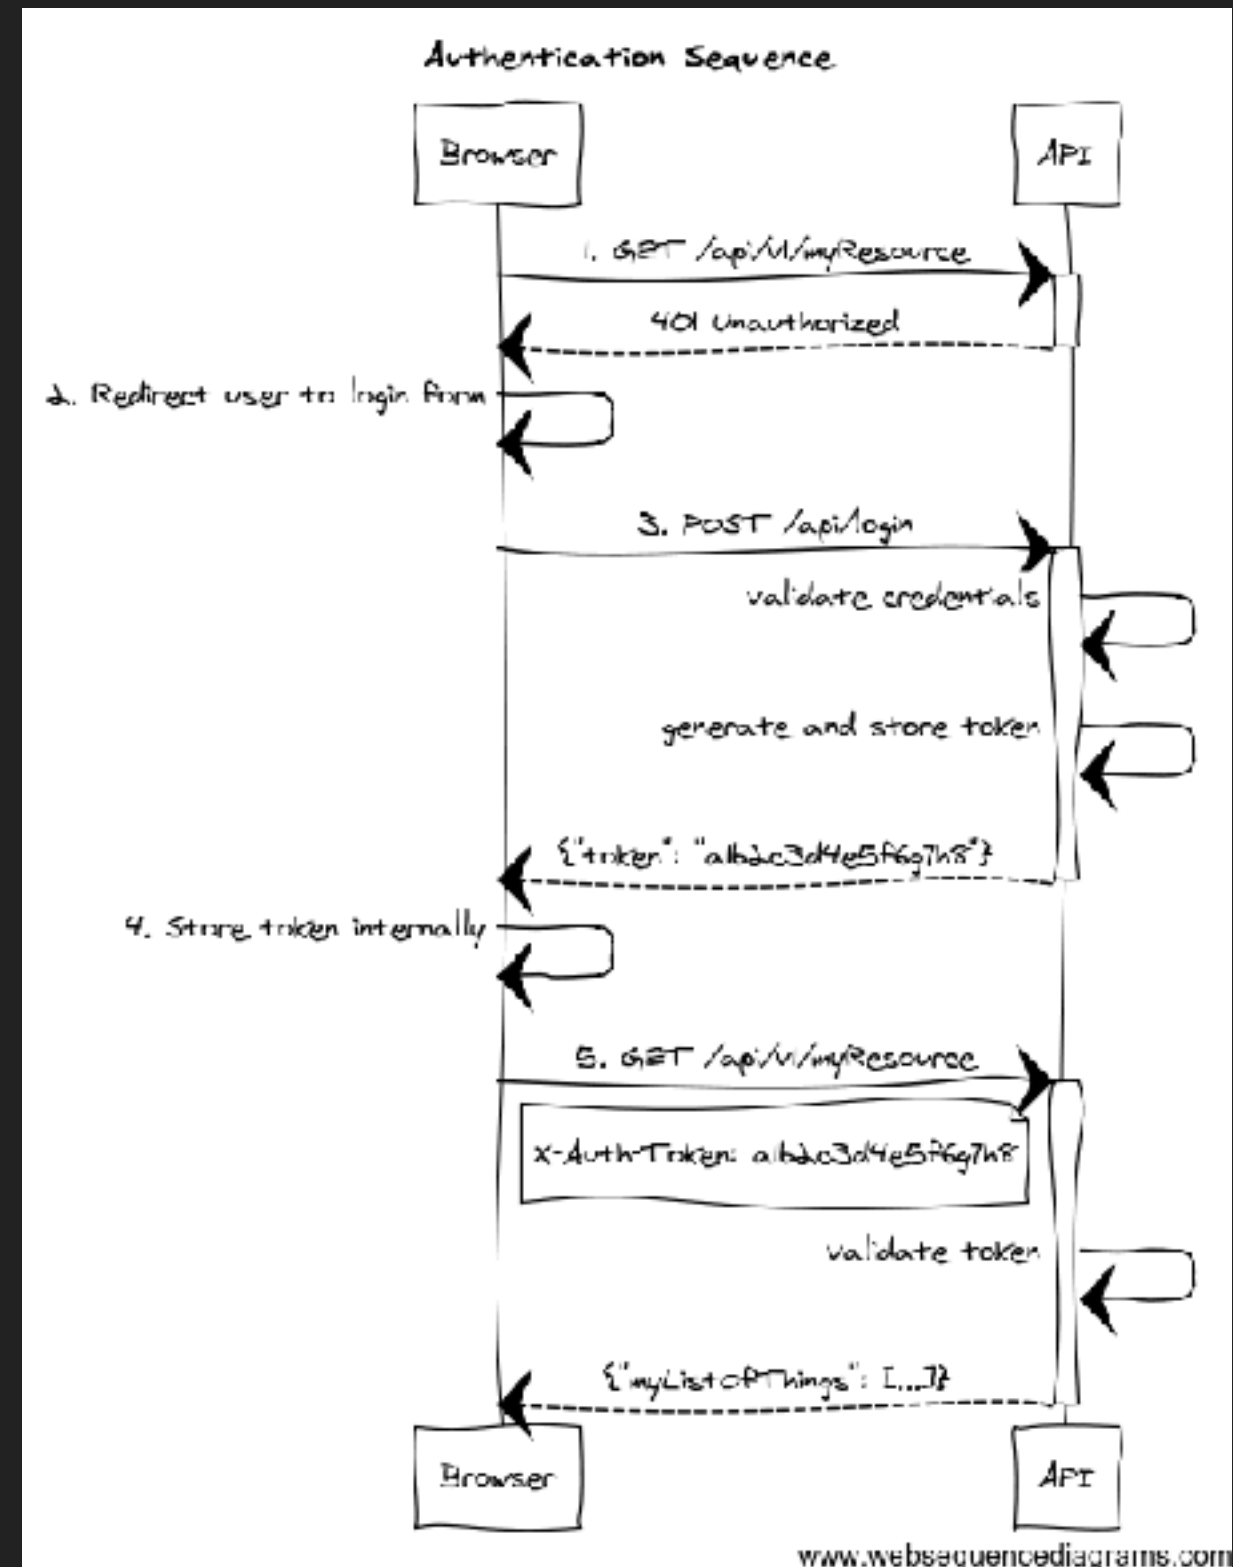 Authentication Sequence
Browser
API
1. GET /api/v1/myResource
401 Unauthorized
2. Redirect user to login form
3. POST /api/login
validate credentials
generate and store token
{"token": "a1b2c3d4e5f6g7h8"}
4. Store token internally
5. GET /api/v1/myResource
X-Auth-Token: a1b2c3d4e5f6g7h8
validate token
{"myListOfThings": [...]}
Browser
API
www.websequencediagrams.com